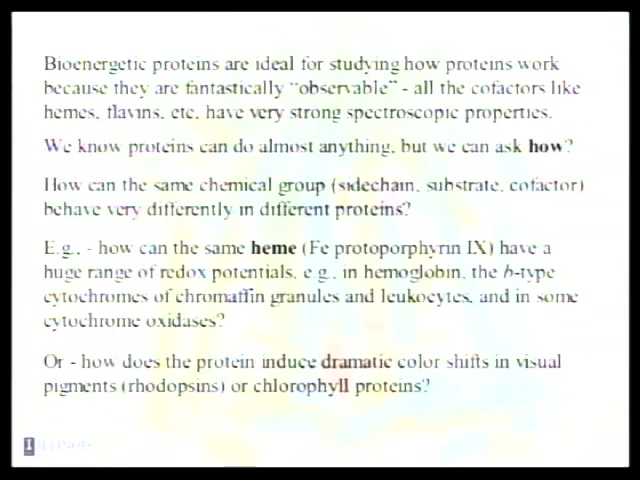 Bioenergetic proteins are ideal for studying how proteins work
because they are fantastically “observable” - all the cofactors like
hemes, flavins, etc. have very strong spectroscopic properties.
We know proteins can do almost anything, but we can ask how?
How can the same chemical group (sidechain, substrate, cofactor)
behave very differently in different proteins?
E.g., - how can the same heme (Fe protoporphyrin IX) have a
huge range of redox potentials, e.g., in hemoglobin, the b-type
cytochromes of chromaffin granules and leukocytes, and in some
cytochrome oxidases?
Or - how does the protein induce dramatic color shifts in visual
pigments (rhodopsins) or chlorophyll proteins?
I ILLINOIS